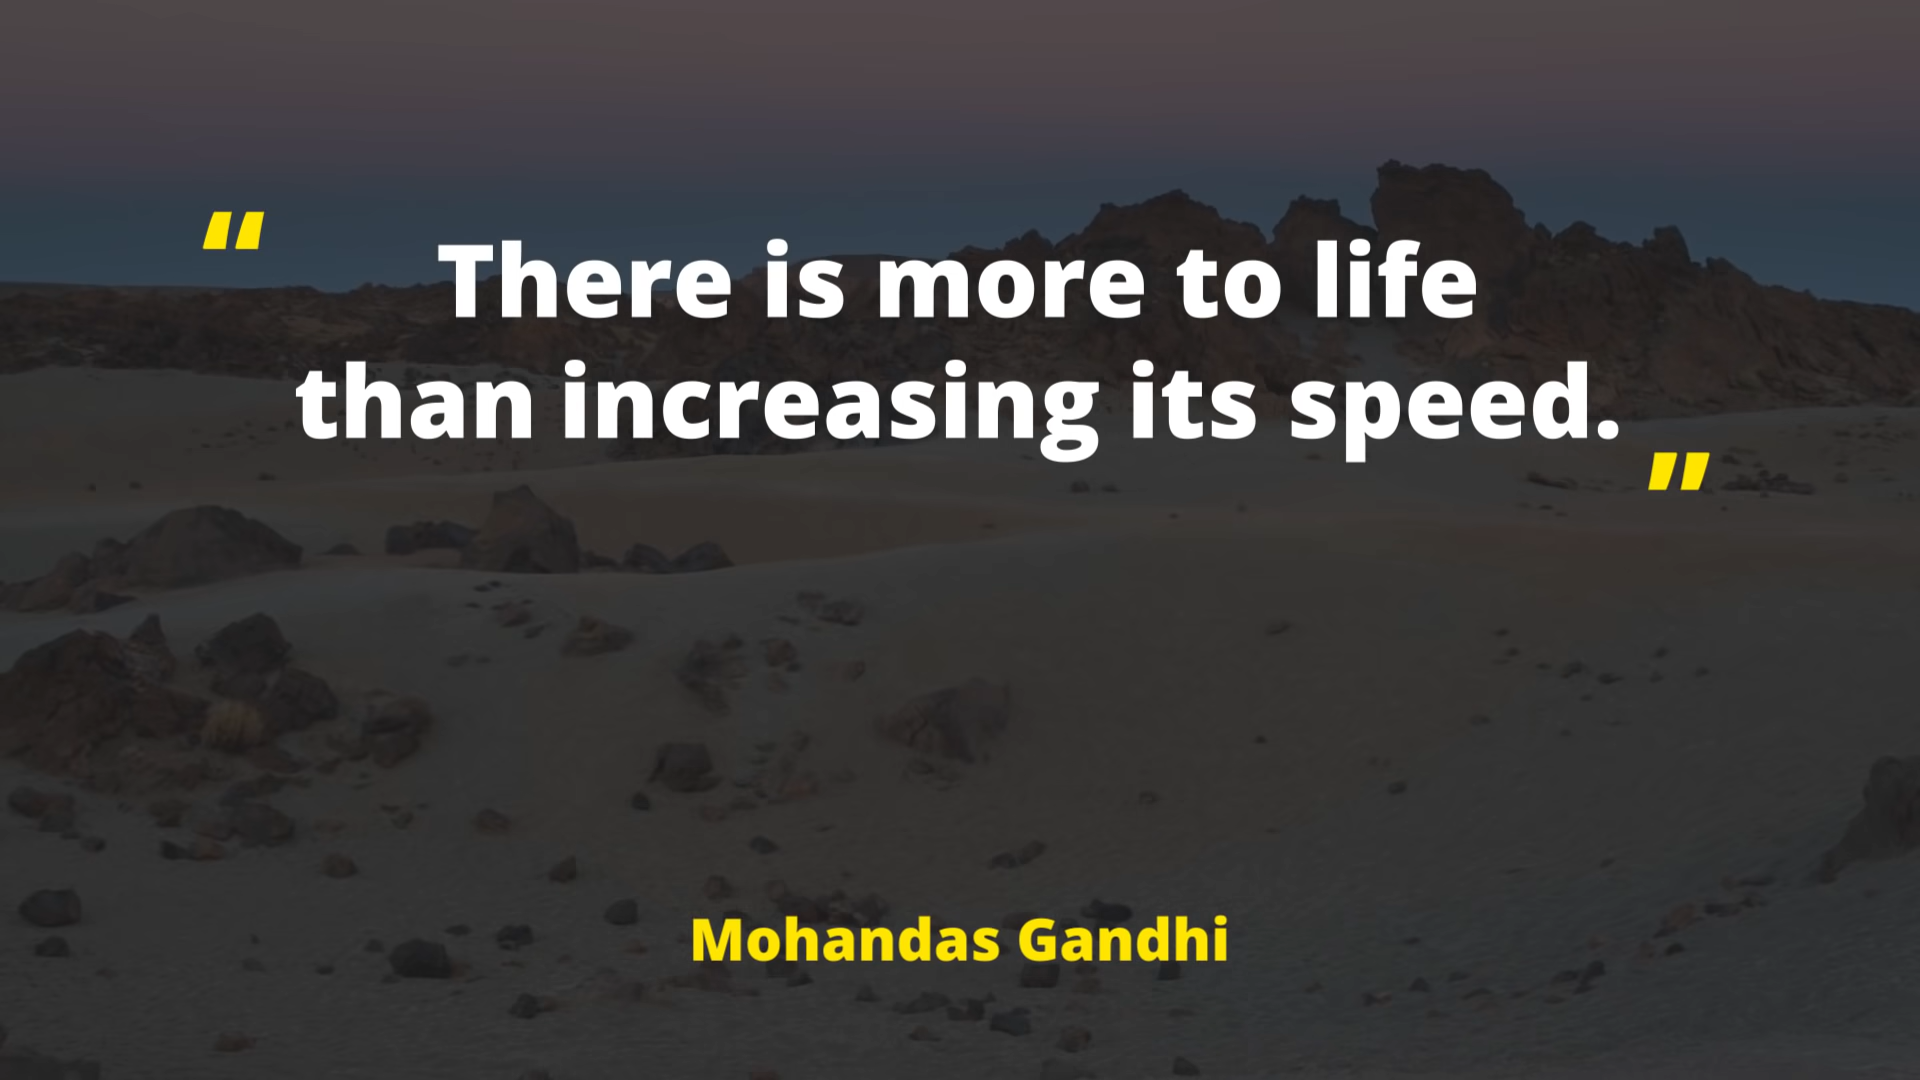 “ There is more to life
than increasing its speed. ”
Mohandas Gandhi